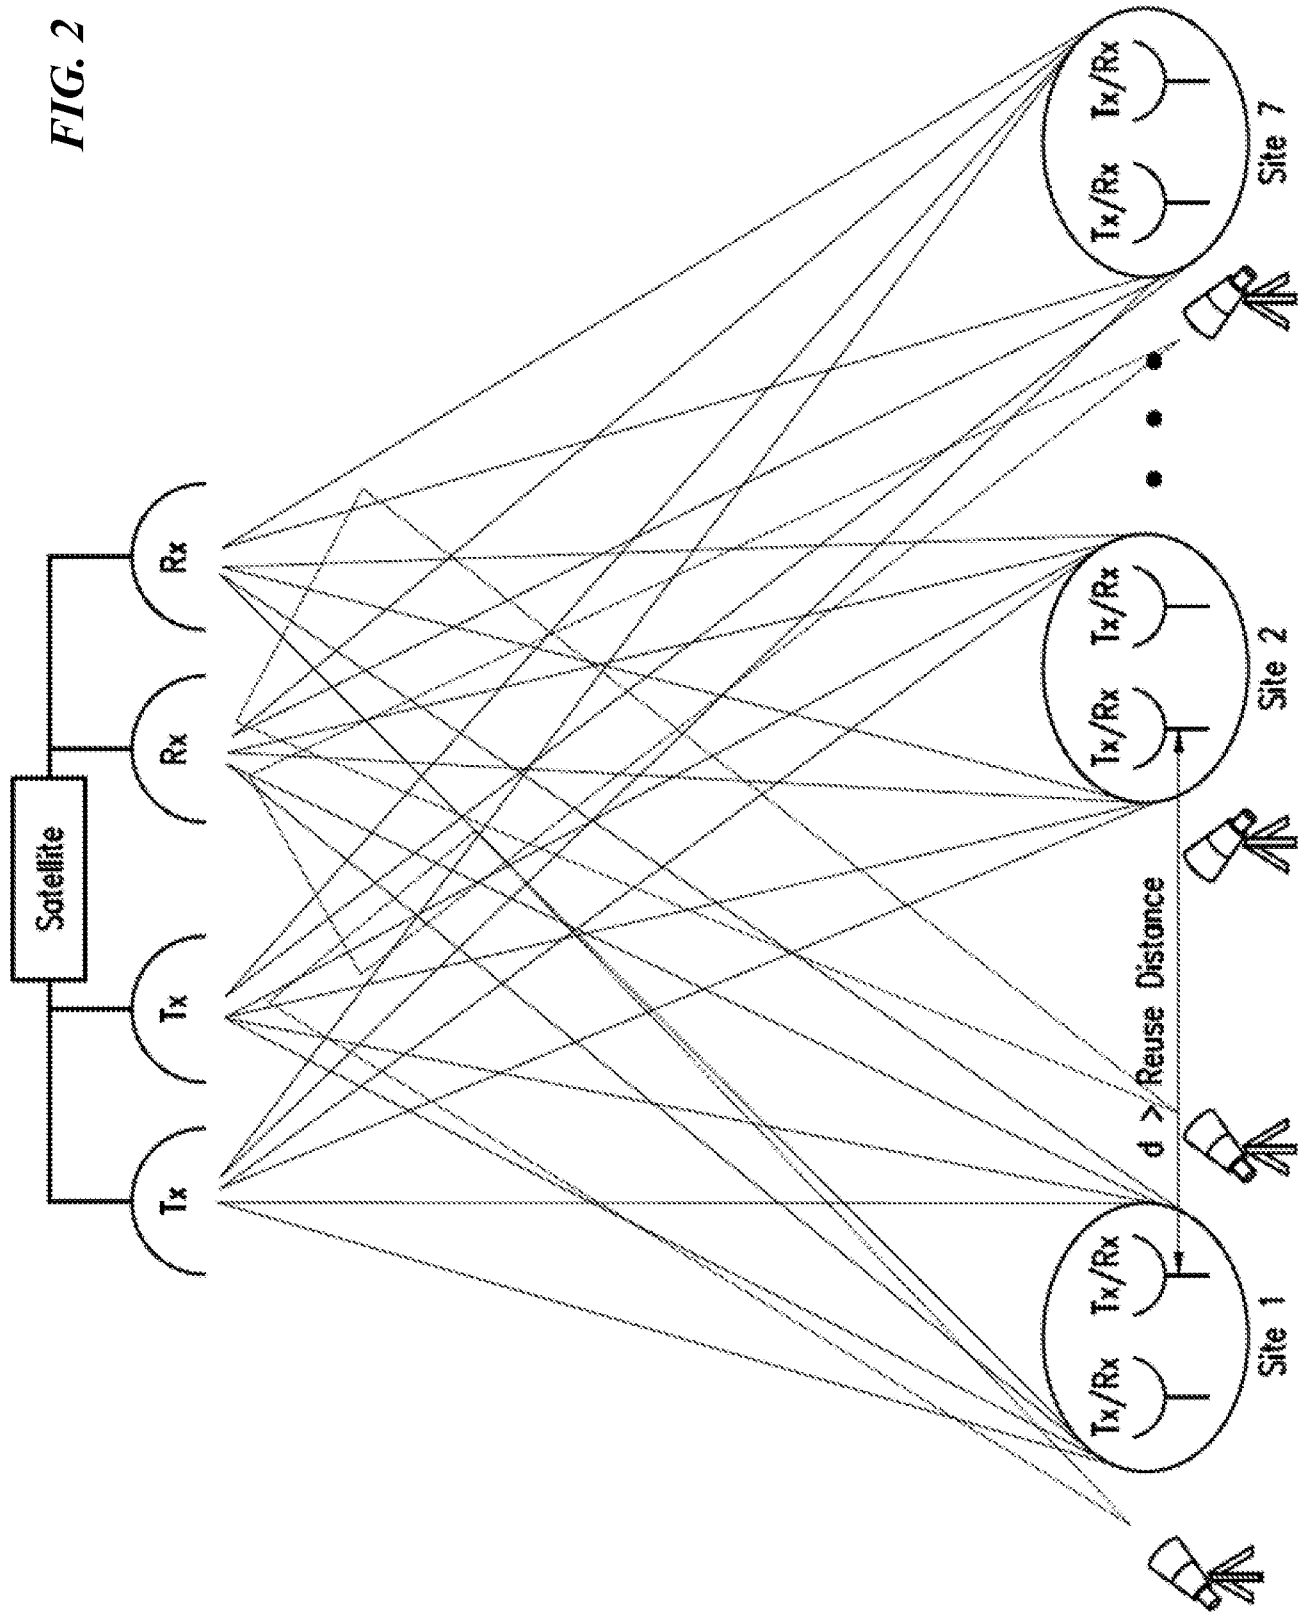 Satellite
Tx
Tx
Rx
Rx
d > Reuse Distance
Tx/Rx
Tx/Rx
Site 1
Tx/Rx
Tx/Rx
Site 2
Tx/Rx
Tx/Rx
Site 7
FIG. 2